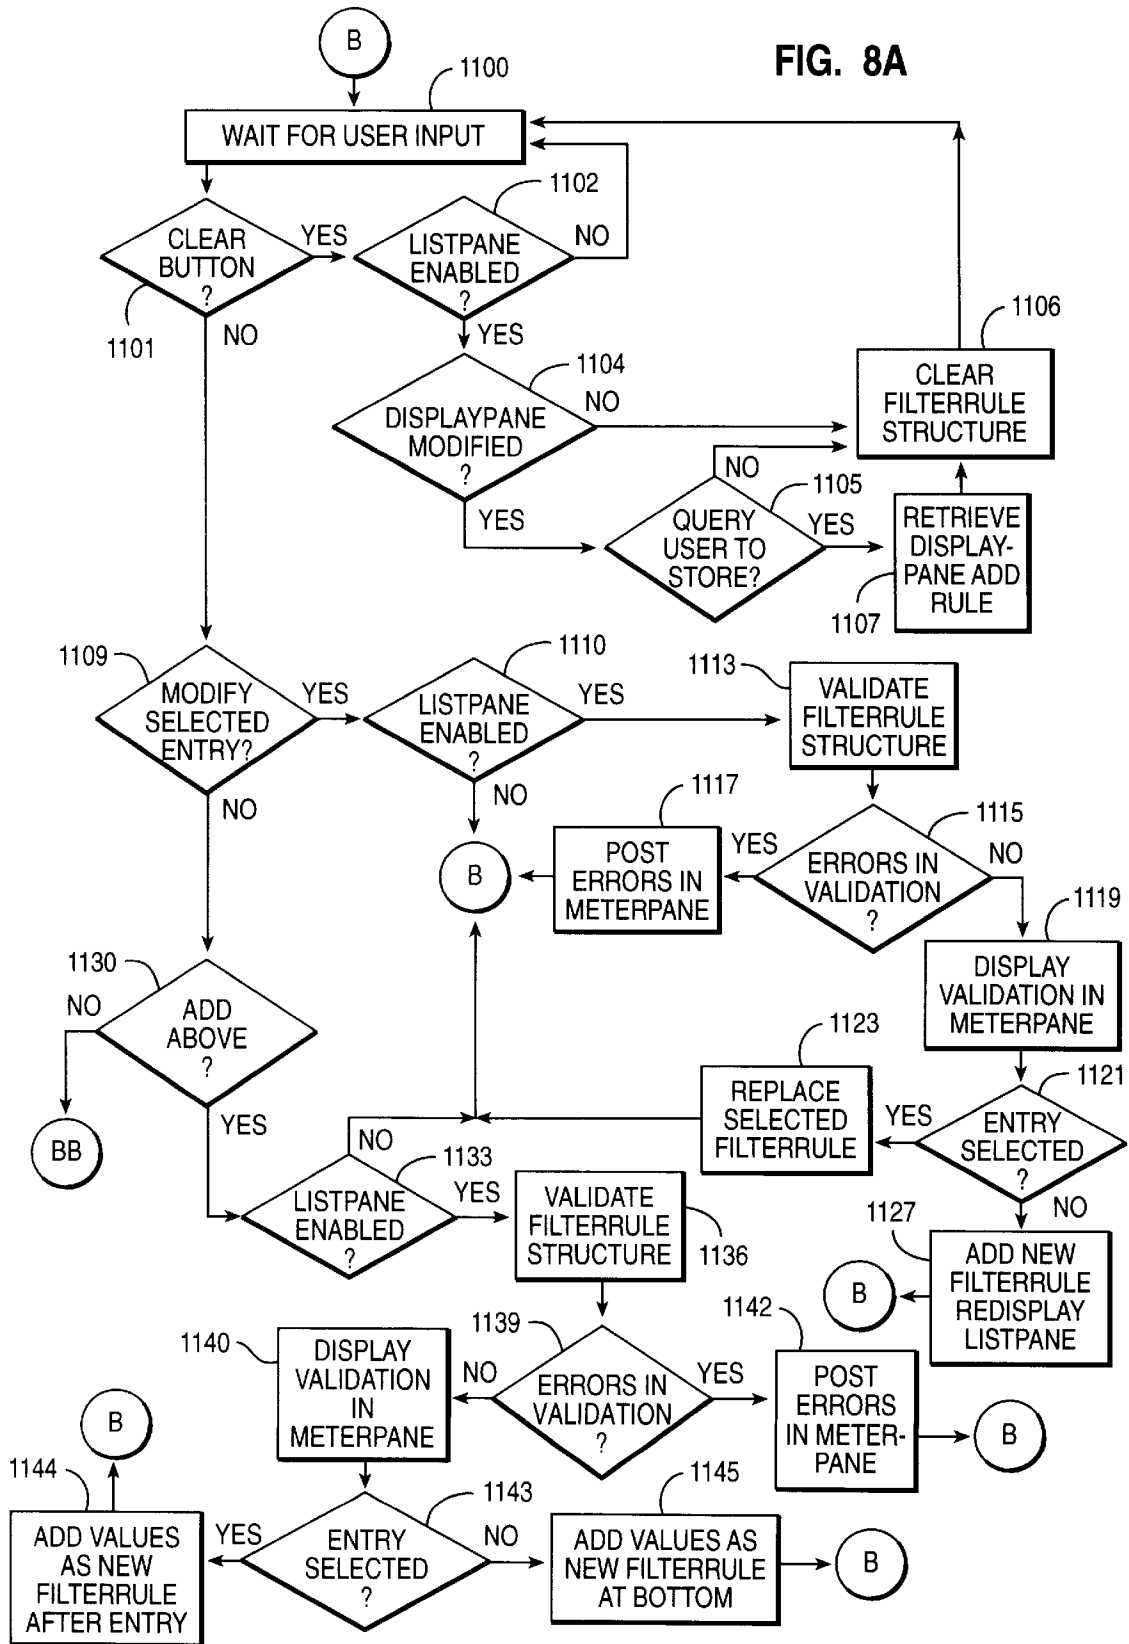 B
FIG. 8A
1100
WAIT FOR USER INPUT
1102
CLEAR
BUTTON
?
YES
LISTPANE
ENABLED
?
NO
1101
NO
YES
1106
CLEAR
FILTERRULE
STRUCTURE
1104
DISPLAYPANE
MODIFIED
?
NO
NO
YES
1105
QUERY
USER TO
STORE?
YES
RETRIEVE
DISPLAY-
PANE ADD
RULE
1107
1109
MODIFY
SELECTED
ENTRY?
YES
1110
LISTPANE
ENABLED
?
YES
1113
VALIDATE
FILTERRULE
STRUCTURE
NO
NO
1117
POST
ERRORS IN
METERPANE
YES
1115
ERRORS IN
VALIDATION
?
NO
B
1119
DISPLAY
VALIDATION IN
METERPANE
1130
NO
ADD
ABOVE
?
YES
BB
1123
REPLACE
SELECTED
FILTERRULE
YES
1121
ENTRY
SELECTED
?
NO
NO
1133
LISTPANE
ENABLED
?
YES
VALIDATE
FILTERRULE
STRUCTURE
1136
1127
ADD NEW
FILTERRULE
REDISPLAY
LISTPANE
B
1140
DISPLAY
VALIDATION
IN
METERPANE
NO
1139
ERRORS IN
VALIDATION
?
YES
1142
POST
ERRORS
IN METER-
PANE
B
B
1144
ADD VALUES
AS NEW
FILTERRULE
AFTER ENTRY
YES
1143
ENTRY
SELECTED
?
NO
1145
ADD VALUES AS
NEW FILTERRULE
AT BOTTOM
B